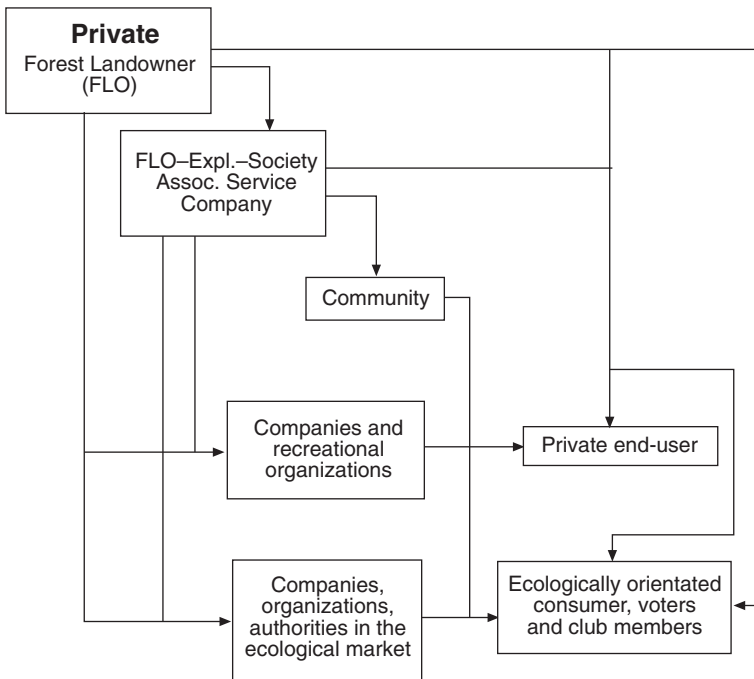 Private
Forest Landowner
(FLO)
FLO–Expl.–Society
Assoc. Service
Company
Community
Companies and
recreational
organizations
Private end-user
Companies,
organizations,
authorities in the
ecological market
Ecologically orientated
consumer, voters
and club members